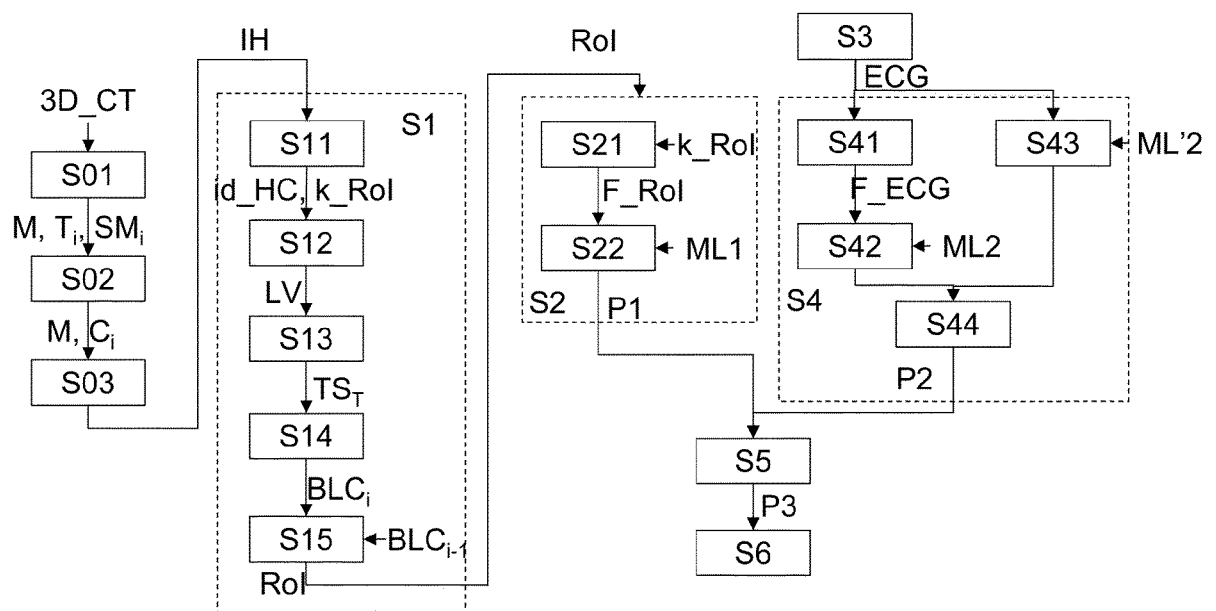 3D_CT
S01
M, Tᵢ, SMᵢ
S02
M, Cᵢ
S03
IH
S1
S11
id_HC, k_RoI
S12
LV
S13
TS_T
S14
BLCᵢ
S15
BLCᵢ₋₁
RoI
RoI
S21
k_RoI
F_RoI
S22
ML1
S2
P1
S3
ECG
S41
S43
ML'2
F_ECG
S42
ML2
S4
S44
P2
S5
P3
S6